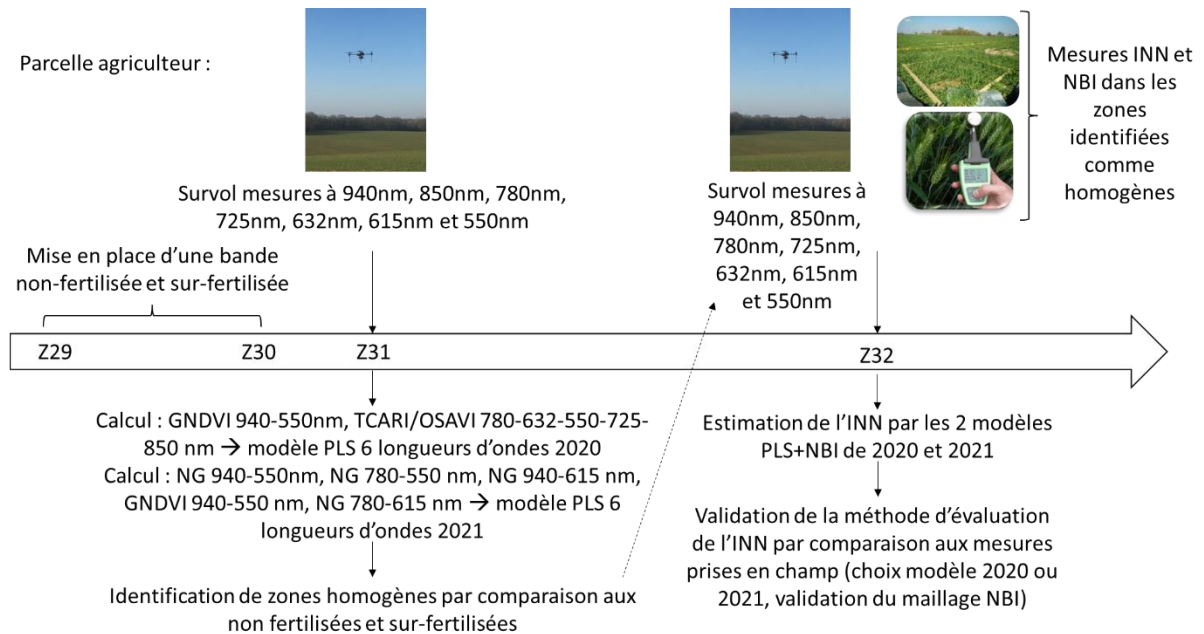 Parcelle agriculteur :
Survol mesures à 940nm, 850nm, 780nm,
725nm, 632nm, 615nm et 550nm
Survol mesures à
940nm, 850nm,
780nm, 725nm,
632nm, 615nm
et 550nm
Mesures INN et
NBI dans les
zones
identifiées
comme
homogènes
Mise en place d'une bande
non-fertilisée et sur-fertilisée
Z29
Z30
Z31
Z32
Calcul : GNDVI 940-550nm, TCARI/OSAVI 780-632-550-725-
850 nm → modèle PLS 6 longueurs d'ondes 2020
Calcul : NG 940-550nm, NG 780-550 nm, NG 940-615 nm,
GNDVI 940-550 nm, NG 780-615 nm → modèle PLS 6
longueurs d'ondes 2021
Identification de zones homogènes par comparaison aux
non fertilisées et sur-fertilisées
Estimation de l'INN par les 2 modèles
PLS+NBI de 2020 et 2021
Validation de la méthode d'évaluation
de l'INN par comparaison aux mesures
prises en champ (choix modèle 2020 ou
2021, validation du maillage NBI)